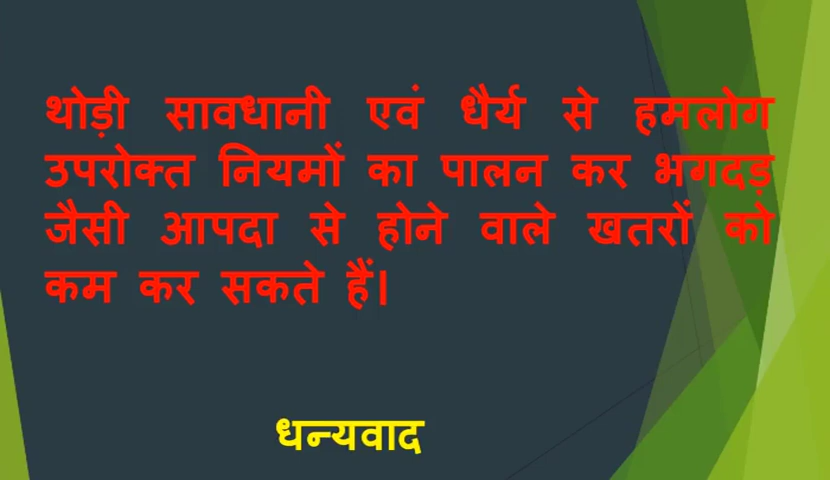 थोड़ी सावधानी एवं धैर्य से हमलोग
उपरोक्त नियमों का पालन कर भगदड़
जैसी आपदा से होने वाले खतरों को
कम कर सकते हैं।
धन्यवाद